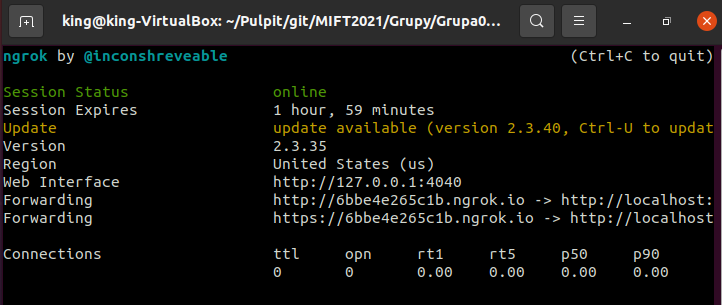 king@king-VirtualBox: ~/Pulpit/git/MIFT2021/Grupy/Grupa0...
ngrok by @inconshreveable (Ctrl+C to quit)
Session Status online
Session Expires 1 hour, 59 minutes
Update update available (version 2.3.40, Ctrl-U to updat
Version 2.3.35
Region United States (us)
Web Interface http://127.0.0.1:4040
Forwarding http://6bbe4e265c1b.ngrok.io -> http://localhost:
Forwarding https://6bbe4e265c1b.ngrok.io -> http://localhost
Connections ttl opn rt1 rt5 p50 p90
0 0 0.00 0.00 0.00 0.00